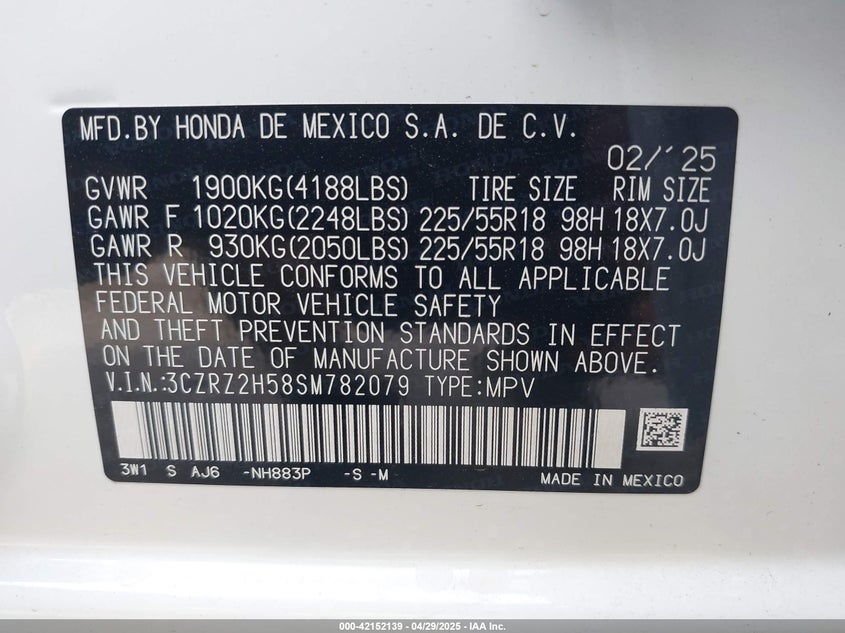 MFD.BY HONDA DE MEXICO S.A. DE C.V.
02/'25
GVWR 1900KG(4188LBS) TIRE SIZE RIM SIZE
GAWR F 1020KG(2248LBS) 225/55R18 98H 18X7.0J
GAWR R 930KG(2050LBS) 225/55R18 98H 18X7.0J
THIS VEHICLE CONFORMS TO ALL APPLICABLE
FEDERAL MOTOR VEHICLE SAFETY
AND THEFT PREVENTION STANDARDS IN EFFECT
ON THE DATE OF MANUFACTURE SHOWN ABOVE.
V.I.N.:3CZRZ2H58SM782079 TYPE:MPV
3W1 S AJ6 -NH883P -S -M MADE IN MEXICO
000-42152139 - 04/29/2025 - IAA Inc.